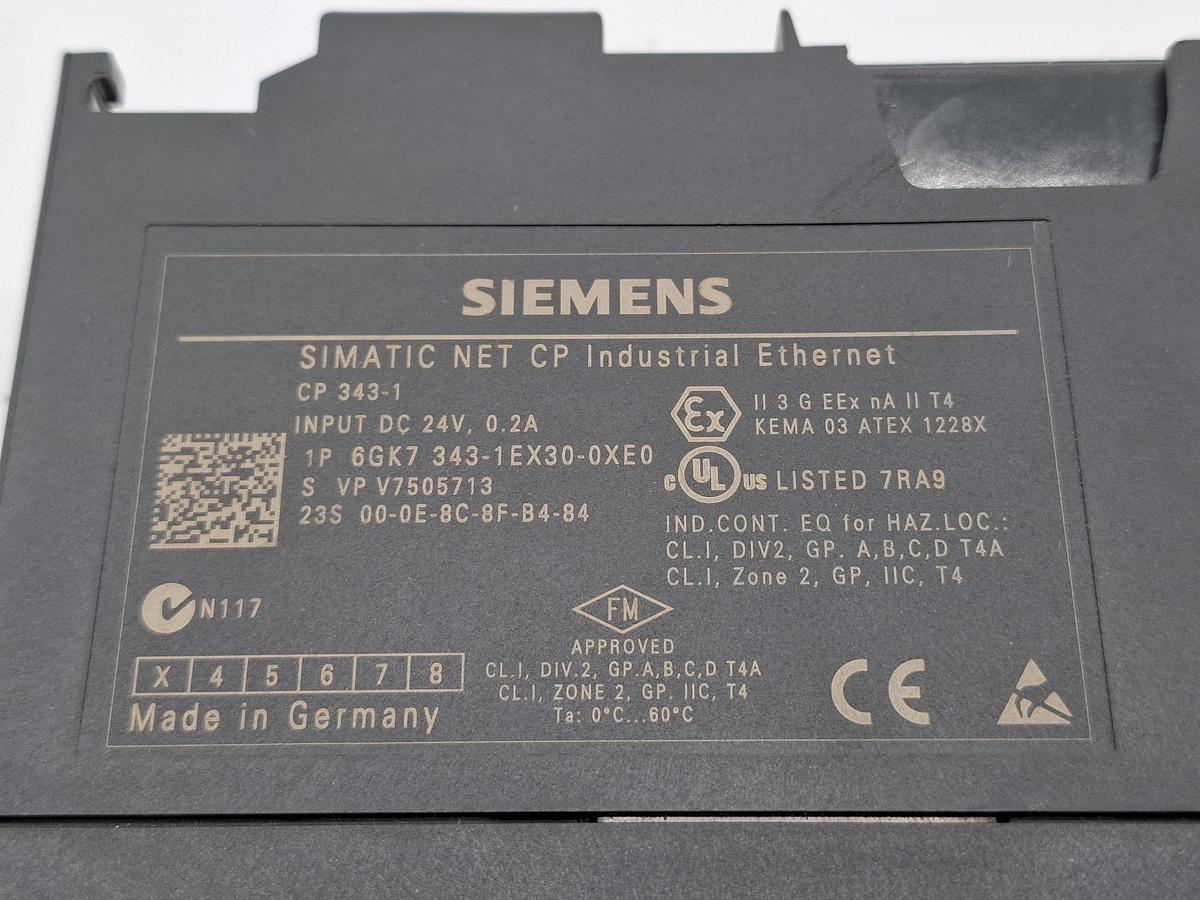 SIEMENS
SIMATIC NET CP Industrial Ethernet
CP 343-1
INPUT DC 24V, 0.2A
1P 6GK7 343-1EX30-0XE0
S VP V7505713
23S 00-0E-8C-8F-B4-84
Ex II 3 G EEx nA II T4
KEMA 03 ATEX 1228X
c UL us LISTED 7RA9
IND.CONT. EQ for HAZ.LOC.:
CL.I, DIV2, GP. A,B,C,D T4A
CL.I, Zone 2, GP, IIC, T4
N117
FM
APPROVED
CL.I, DIV.2, GP.A,B,C,D T4A
CL.I, ZONE 2, GP, IIC, T4
Ta: 0°C...60°C
X 4 5 6 7 8
Made in Germany
CE